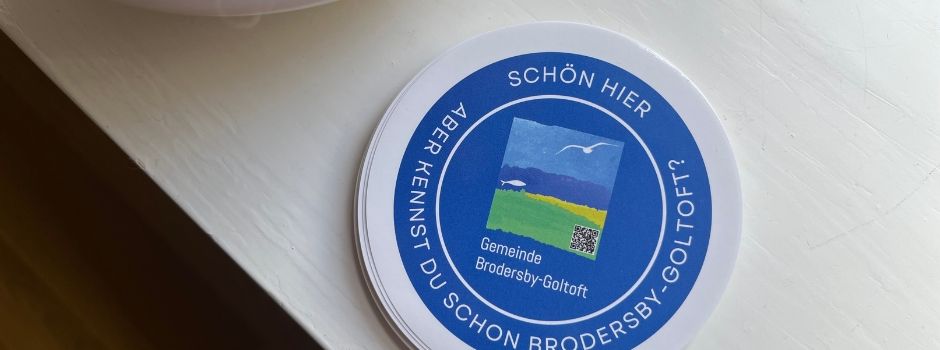 SCHÖN HIER
ABER KENNST DU SCHON BRODERSBY-GOLTOFT?
Gemeinde
Brodersby-Goltoft